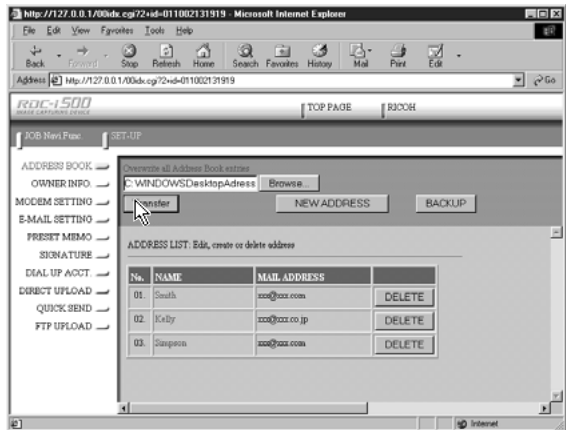 http://127.0.0.1/00idx.cgi?2+id=011002131919 - Microsoft Internet Explorer
File Edit View Favorites Tools Help
Back Forward Stop Refresh Home Search Favorites History Mail Print Edit
Address http://127.0.0.1/00idx.cgi?2+id=011002131919 Go
RDC-i500
IMAGE CAPTURING DEVICE
TOP PAGE RICOH
JOB Navi Func. SET-UP
ADDRESS BOOK
OWNER INFO.
MODEM SETTING
E-MAIL SETTING
PRESET MEMO
SIGNATURE
DIAL UP ACCT.
DIRECT UPLOAD
QUICK SEND
FTP UPLOAD
Overwrite all Address Book entries
C:WINDOWSDesktopAdress Browse...
Transfer NEW ADDRESS BACKUP
ADDRESS LIST: Edit, create or delete address
No. NAME MAIL ADDRESS
01. Smith xxx@xxx.com DELETE
02. Kelly xxx@xxx.co.jp DELETE
03. Simpson xxx@xxx.com DELETE
Internet